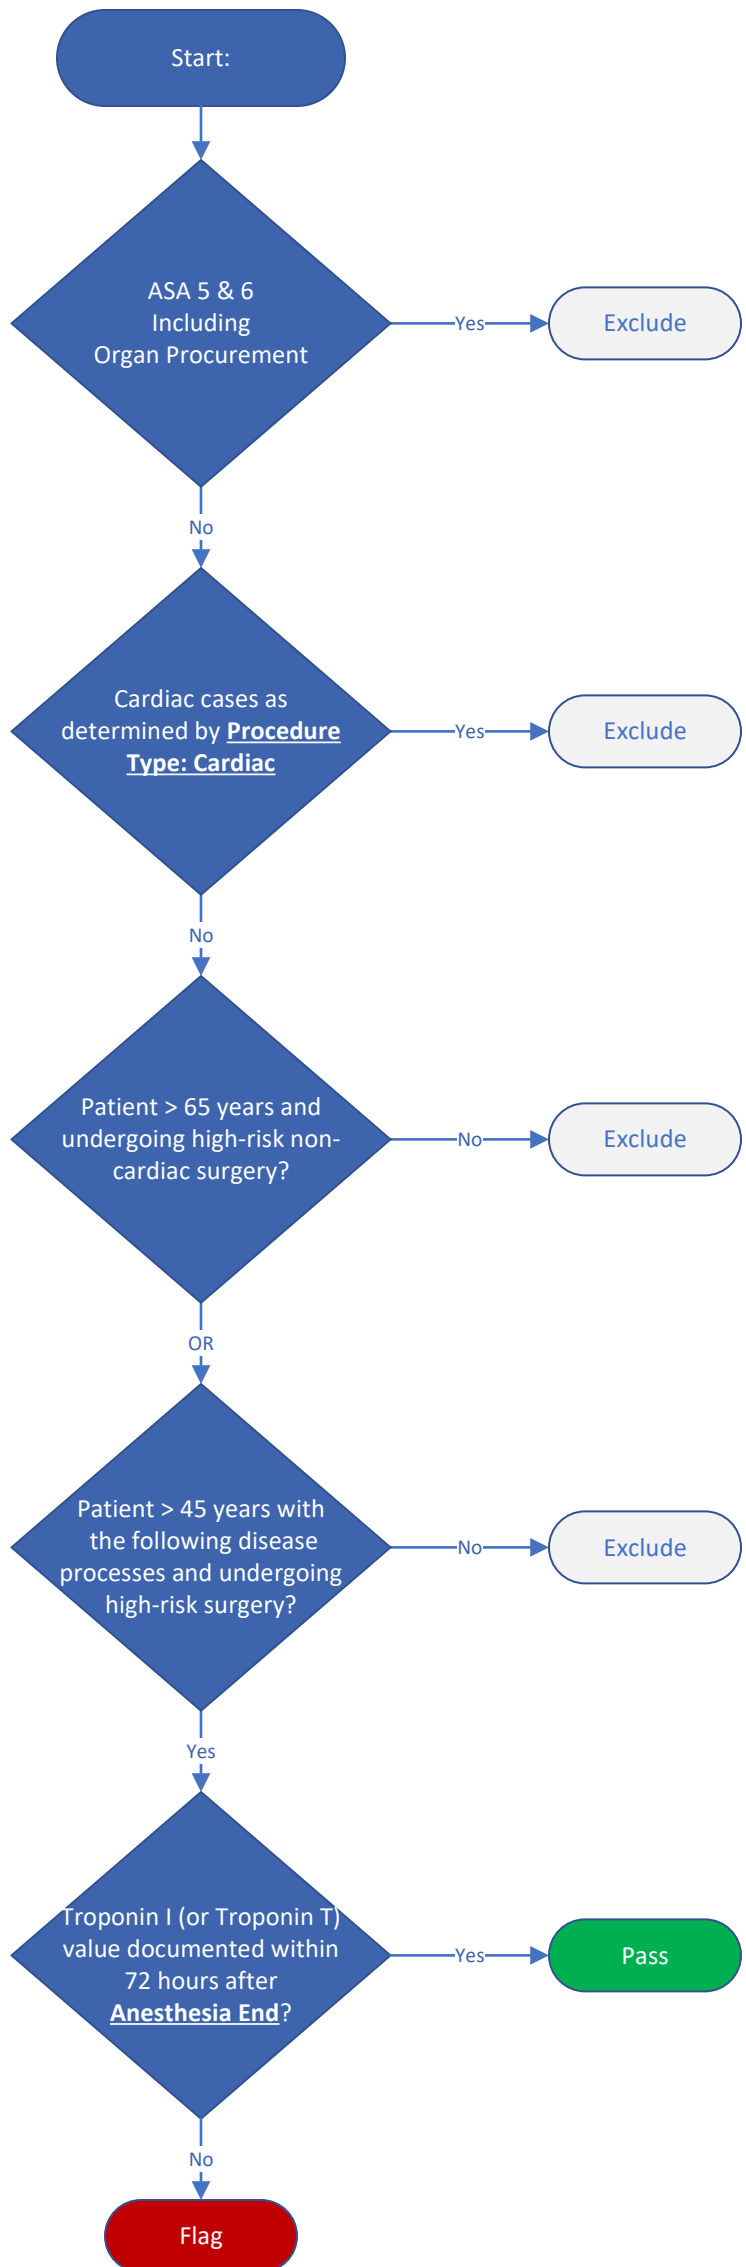 Start:
ASA 5 & 6
Including
Organ Procurement
Yes
Exclude
No
Cardiac cases as
determined by Procedure
Type: Cardiac
Yes
Exclude
No
Patient > 65 years and
undergoing high-risk non-
cardiac surgery?
No
Exclude
OR
Patient > 45 years with
the following disease
processes and undergoing
high-risk surgery?
No
Exclude
Yes
Troponin I (or Troponin T)
value documented within
72 hours after
Anesthesia End?
Yes
Pass
No
Flag